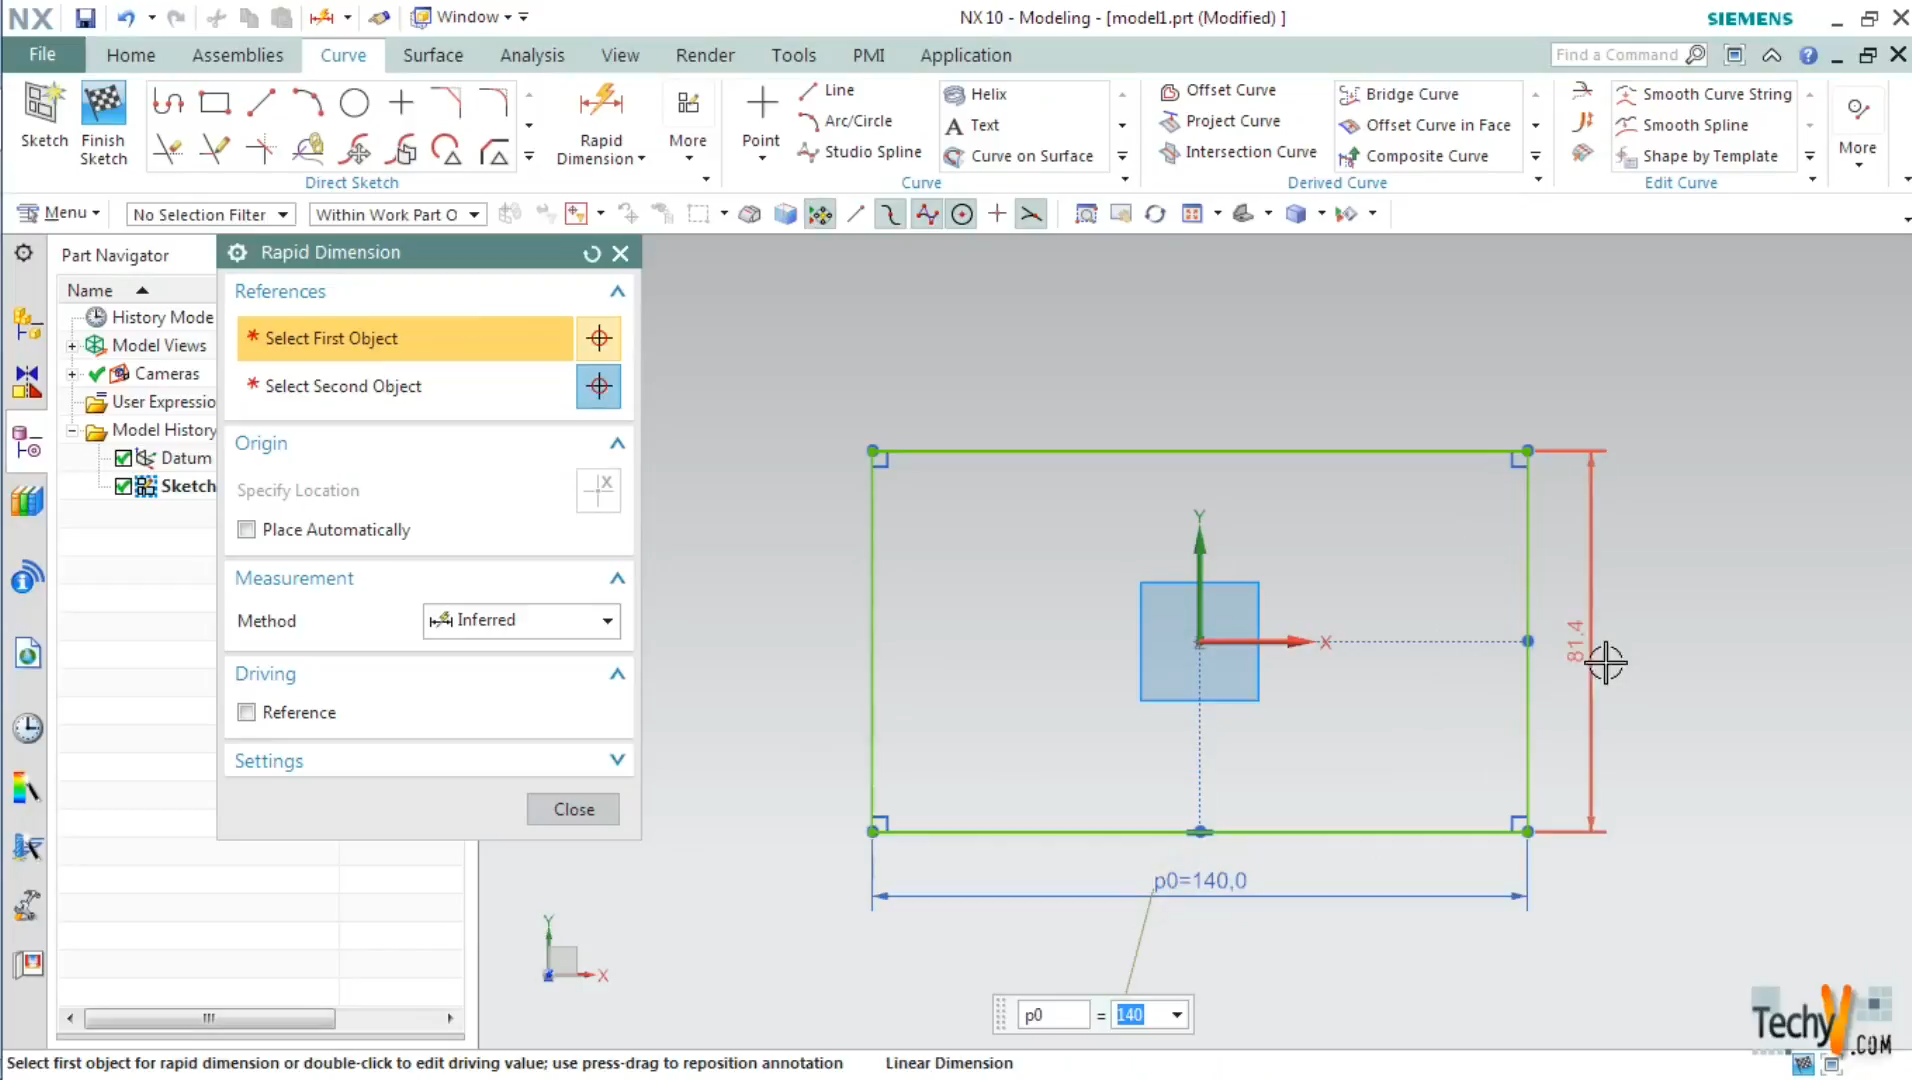 NX
Window
NX 10 - Modeling - [model1.prt (Modified) ]
SIEMENS
File
Home
Assemblies
Curve
Surface
Analysis
View
Render
Tools
PMI
Application
Find a Command
Sketch
Finish
Sketch
Rapid
Dimension
More
Direct Sketch
Point
Line
Arc/Circle
Studio Spline
Helix
Text
Curve on Surface
Curve
Offset Curve
Project Curve
Intersection Curve
Bridge Curve
Offset Curve in Face
Composite Curve
Derived Curve
Smooth Curve String
Smooth Spline
Shape by Template
Edit Curve
More
Menu
No Selection Filter
Within Work Part O
Part Navigator
Name
History Mode
Model Views
Cameras
User Expressio
Model History
Datum
Sketch
Rapid Dimension
References
* Select First Object
* Select Second Object
Origin
Specify Location
Place Automatically
Measurement
Method
Inferred
Driving
Reference
Settings
Close
Y
X
81,4
p0=140,0
Y
X
p0
=
140
Techy
.COM
Select first object for rapid dimension or double-click to edit driving value; use press-drag to reposition annotation
Linear Dimension